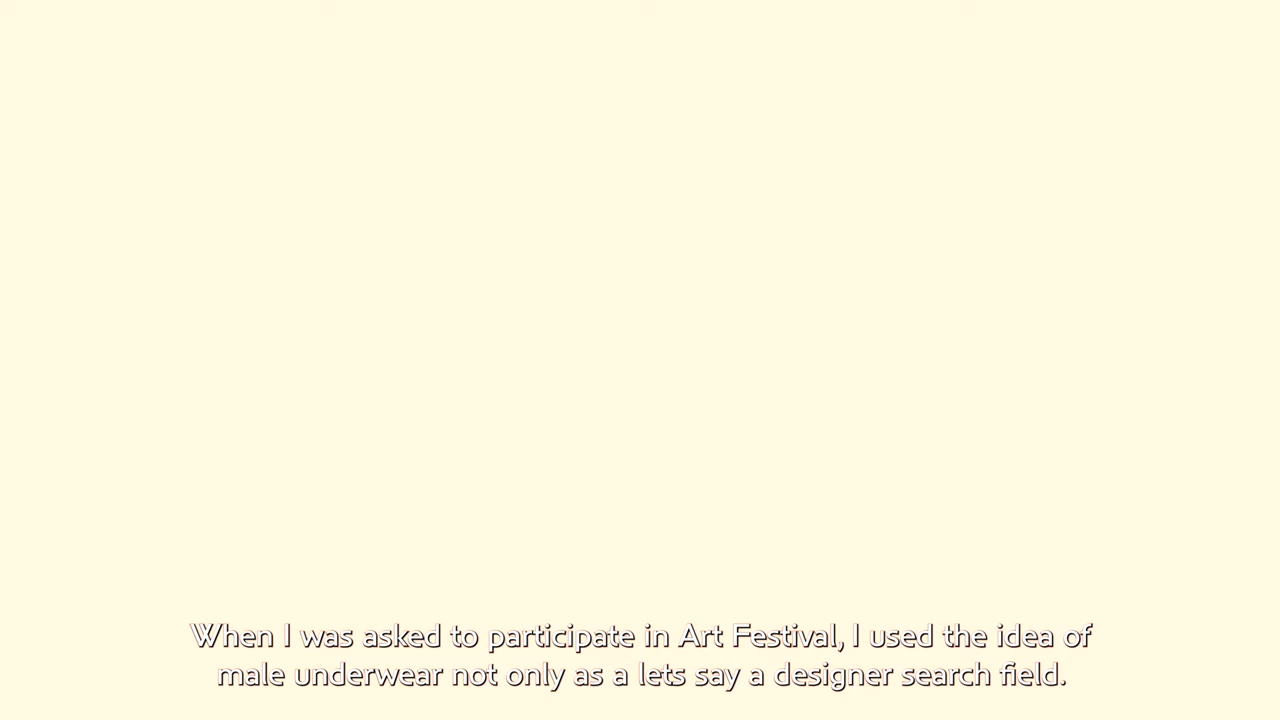 When I was asked to participate in Art Festival, I used the idea of
male underwear not only as a lets say a designer search field.